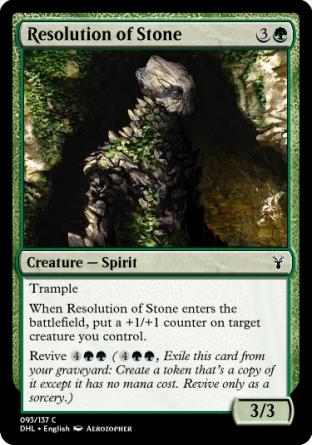 Resolution of Stone 3
Creature — Spirit
Trample
When Resolution of Stone enters the
battlefield, put a +1/+1 counter on target
creature you control.
Revive 4 ( 4 , Exile this card from
your graveyard: Create a token that's a copy of
it except it has no mana cost. Revive only as a
sorcery.)
093/137 C
DHL • English AEROZOPHER
3/3